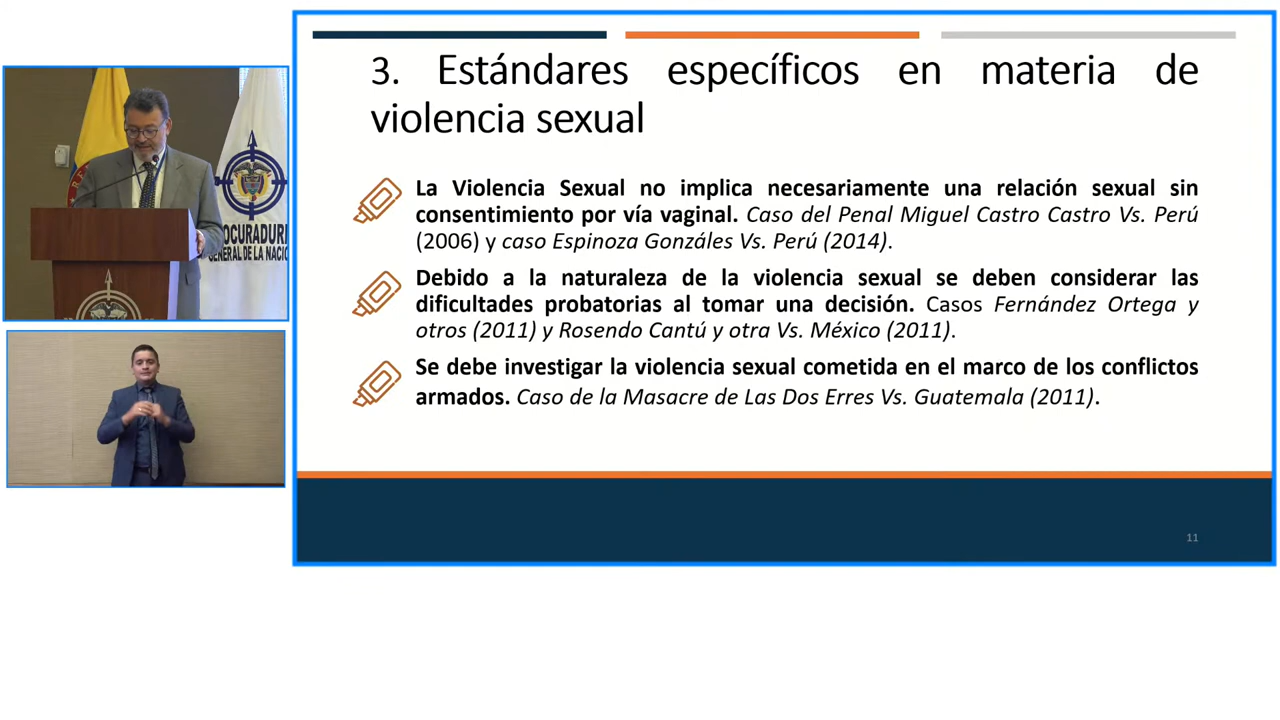 3. Estándares específicos en materia de
violencia sexual
La Violencia Sexual no implica necesariamente una relación sexual sin
consentimiento por vía vaginal. Caso del Penal Miguel Castro Castro Vs. Perú
(2006) y caso Espinoza Gonzáles Vs. Perú (2014).
Debido a la naturaleza de la violencia sexual se deben considerar las
dificultades probatorias al tomar una decisión. Casos Fernández Ortega y
otros (2011) y Rosendo Cantú y otra Vs. México (2011).
Se debe investigar la violencia sexual cometida en el marco de los conflictos
armados. Caso de la Masacre de Las Dos Erres Vs. Guatemala (2011).
11
GENERAL DE LA